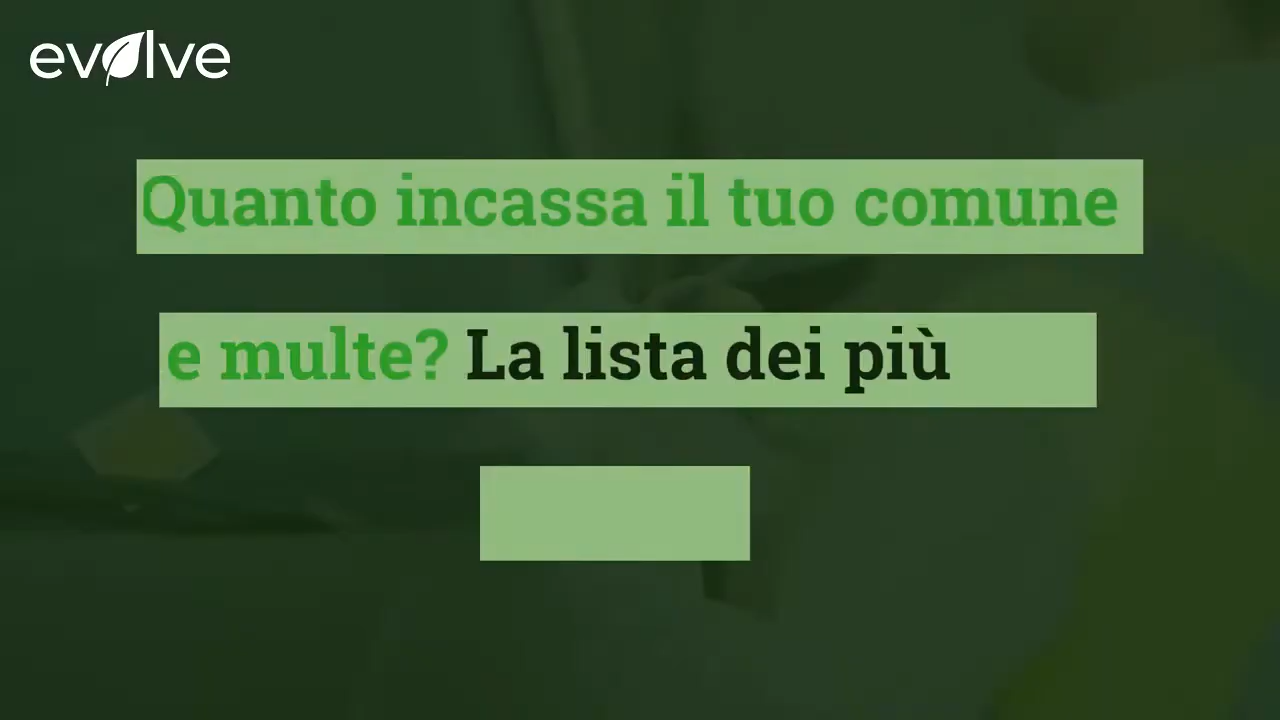 evolve
Quanto incassa il tuo comune
e multe? La lista dei più